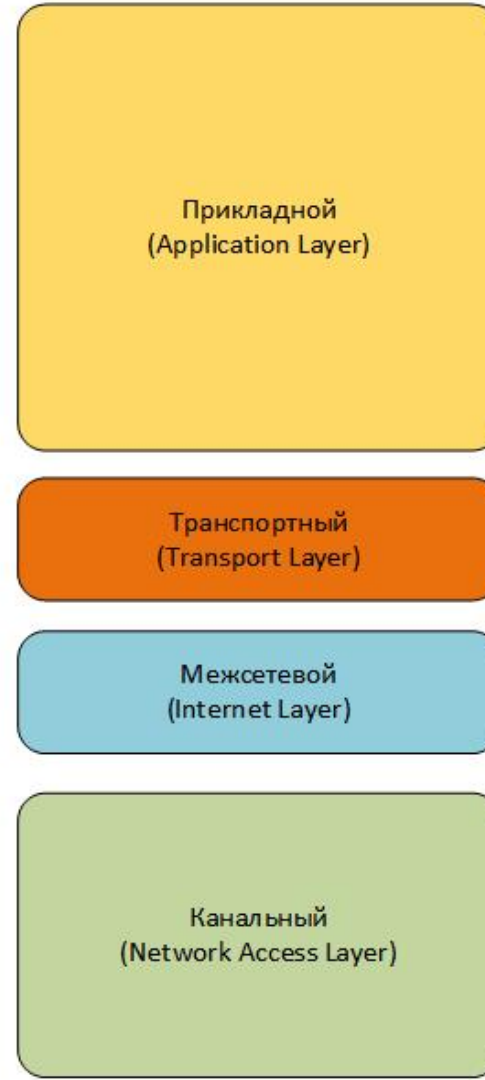 Прикладной
(Application Layer)
Транспортный
(Transport Layer)
Межсетевой
(Internet Layer)
Канальный
(Network Access Layer)